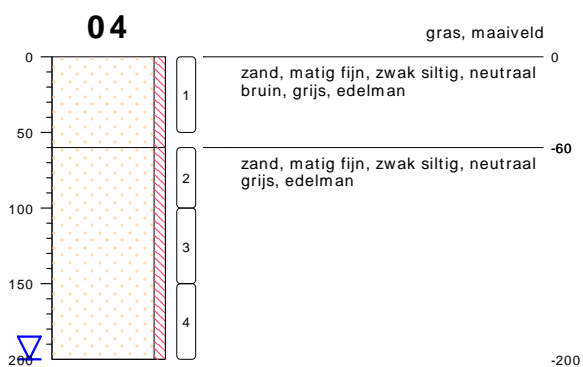 04
gras, maaiveld
0
0
zand, matig fijn, zwak siltig, neutraal
bruin, grijs, edelman
1
50
-60
zand, matig fijn, zwak siltig, neutraal
grijs, edelman
2
100
3
150
4
200
-200